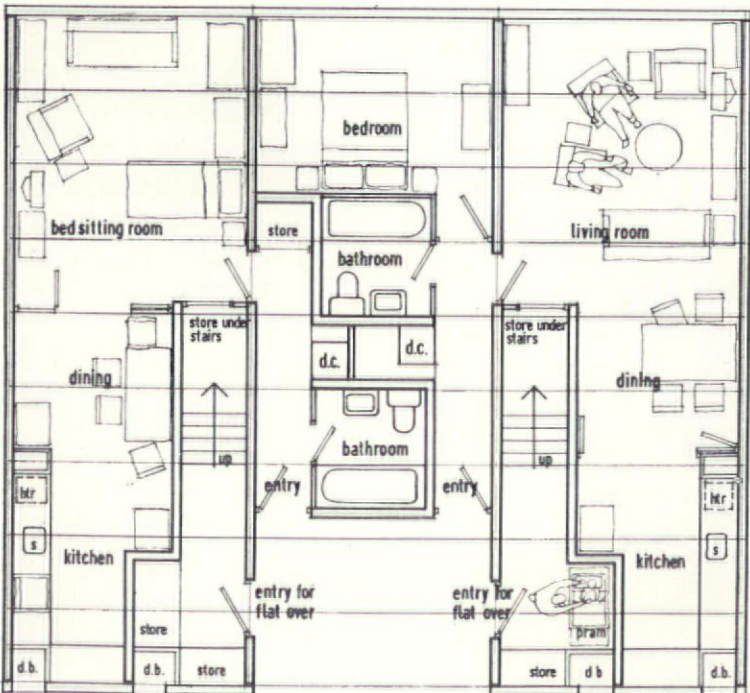 bedroom
bed sitting room
store
living room
bathroom
store under
stairs
store under
stairs
d.c.
d.c.
dining
dining
bathroom
up
up
entry
entry
htr
htr
s
s
kitchen
kitchen
entry for
flat over
entry for
flat over
store
pram
d.b.
d.b.
store
store
d b
d.b.